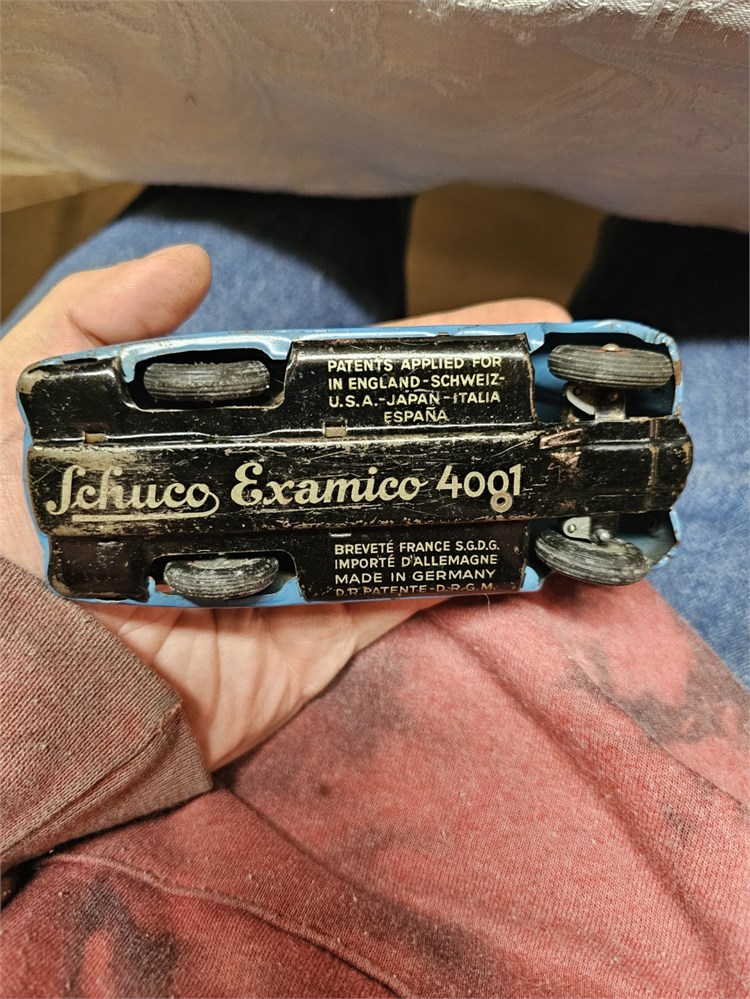 PATENTS APPLIED FOR
IN ENGLAND-SCHWEIZ-
U.S.A.-JAPAN-ITALIA
ESPAÑA
Schuco Examico 4001
BREVETÉ FRANCE S.G.D.G.
IMPORTÉ D'ALLEMAGNE
MADE IN GERMANY
D.R.PATENTE-D-R-G.M.